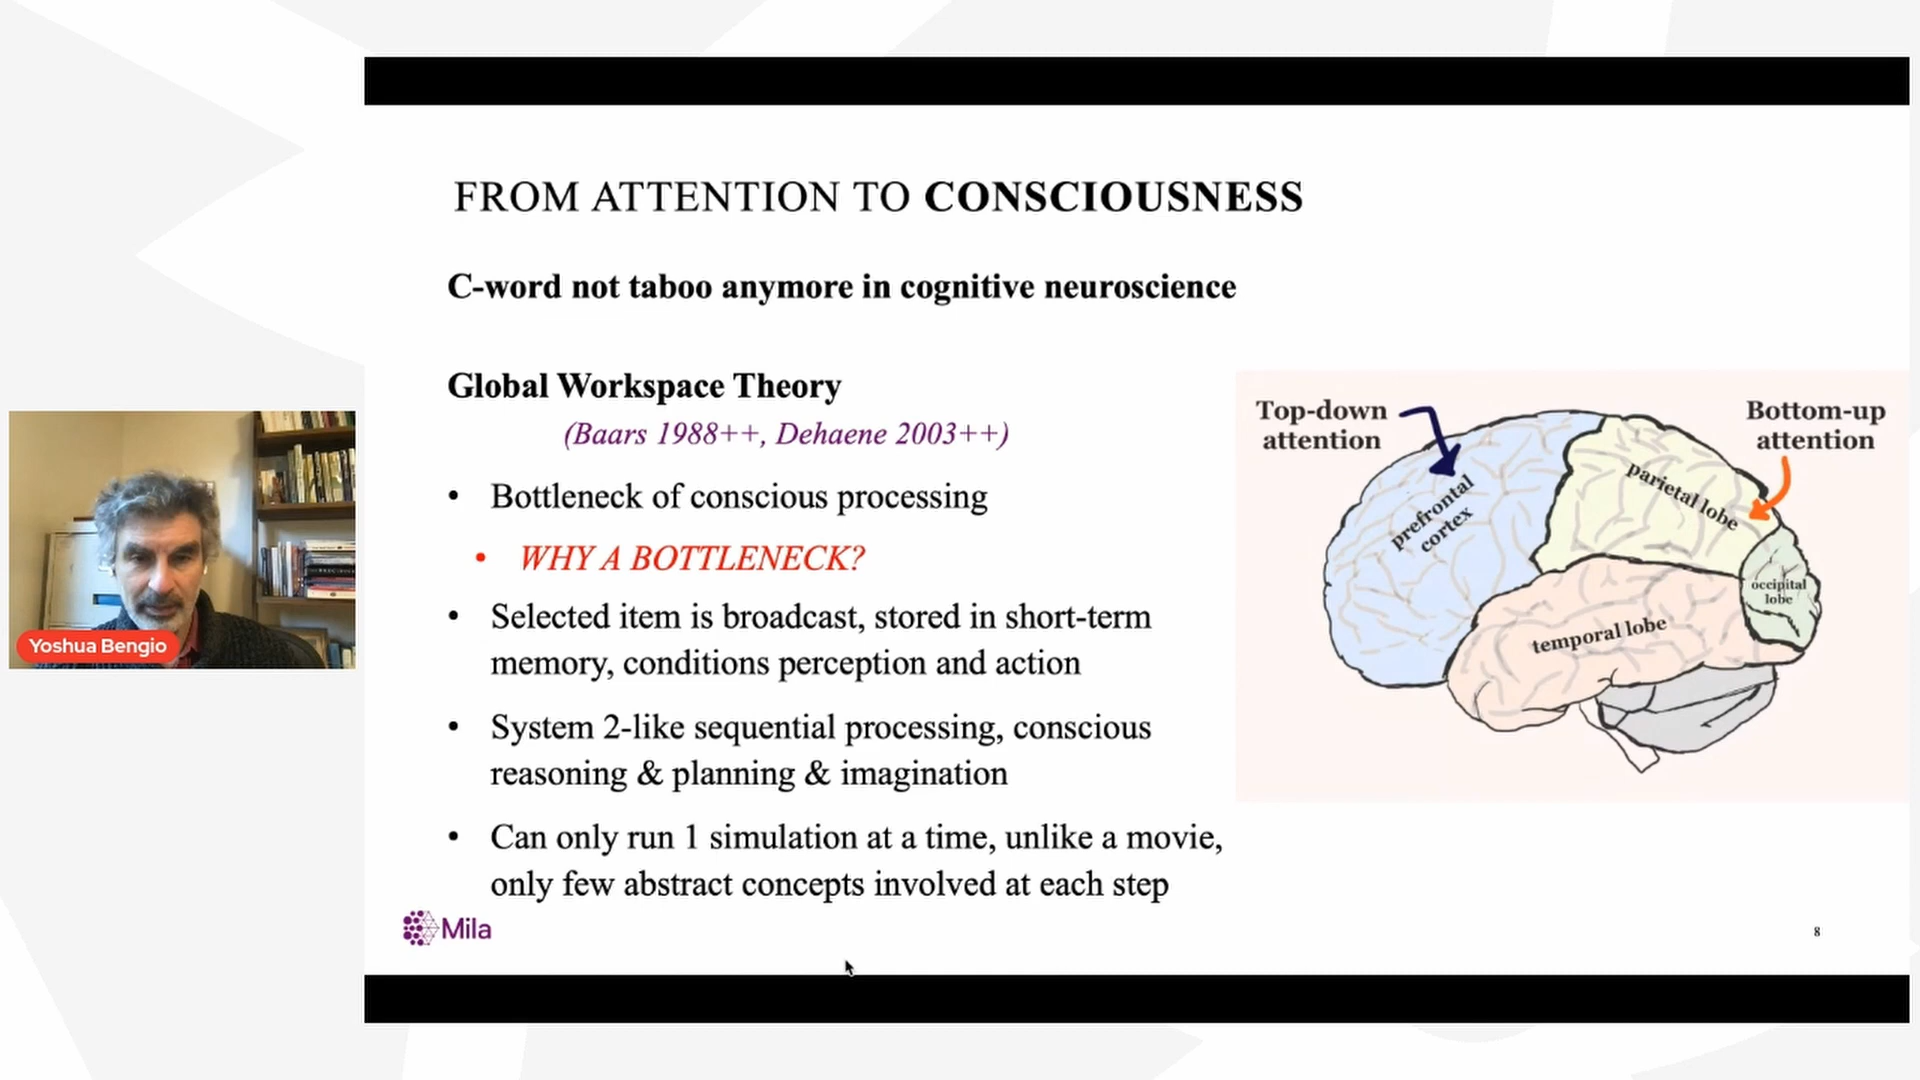 FROM ATTENTION TO CONSCIOUSNESS
C-word not taboo anymore in cognitive neuroscience
Global Workspace Theory
(Baars 1988++, Dehaene 2003++)
• Bottleneck of conscious processing
• WHY A BOTTLENECK?
• Selected item is broadcast, stored in short-term
memory, conditions perception and action
• System 2-like sequential processing, conscious
reasoning & planning & imagination
• Can only run 1 simulation at a time, unlike a movie,
only few abstract concepts involved at each step
Top-down
attention
Bottom-up
attention
prefrontal
cortex
parietal lobe
occipital
lobe
temporal lobe
Yoshua Bengio
Mila
8